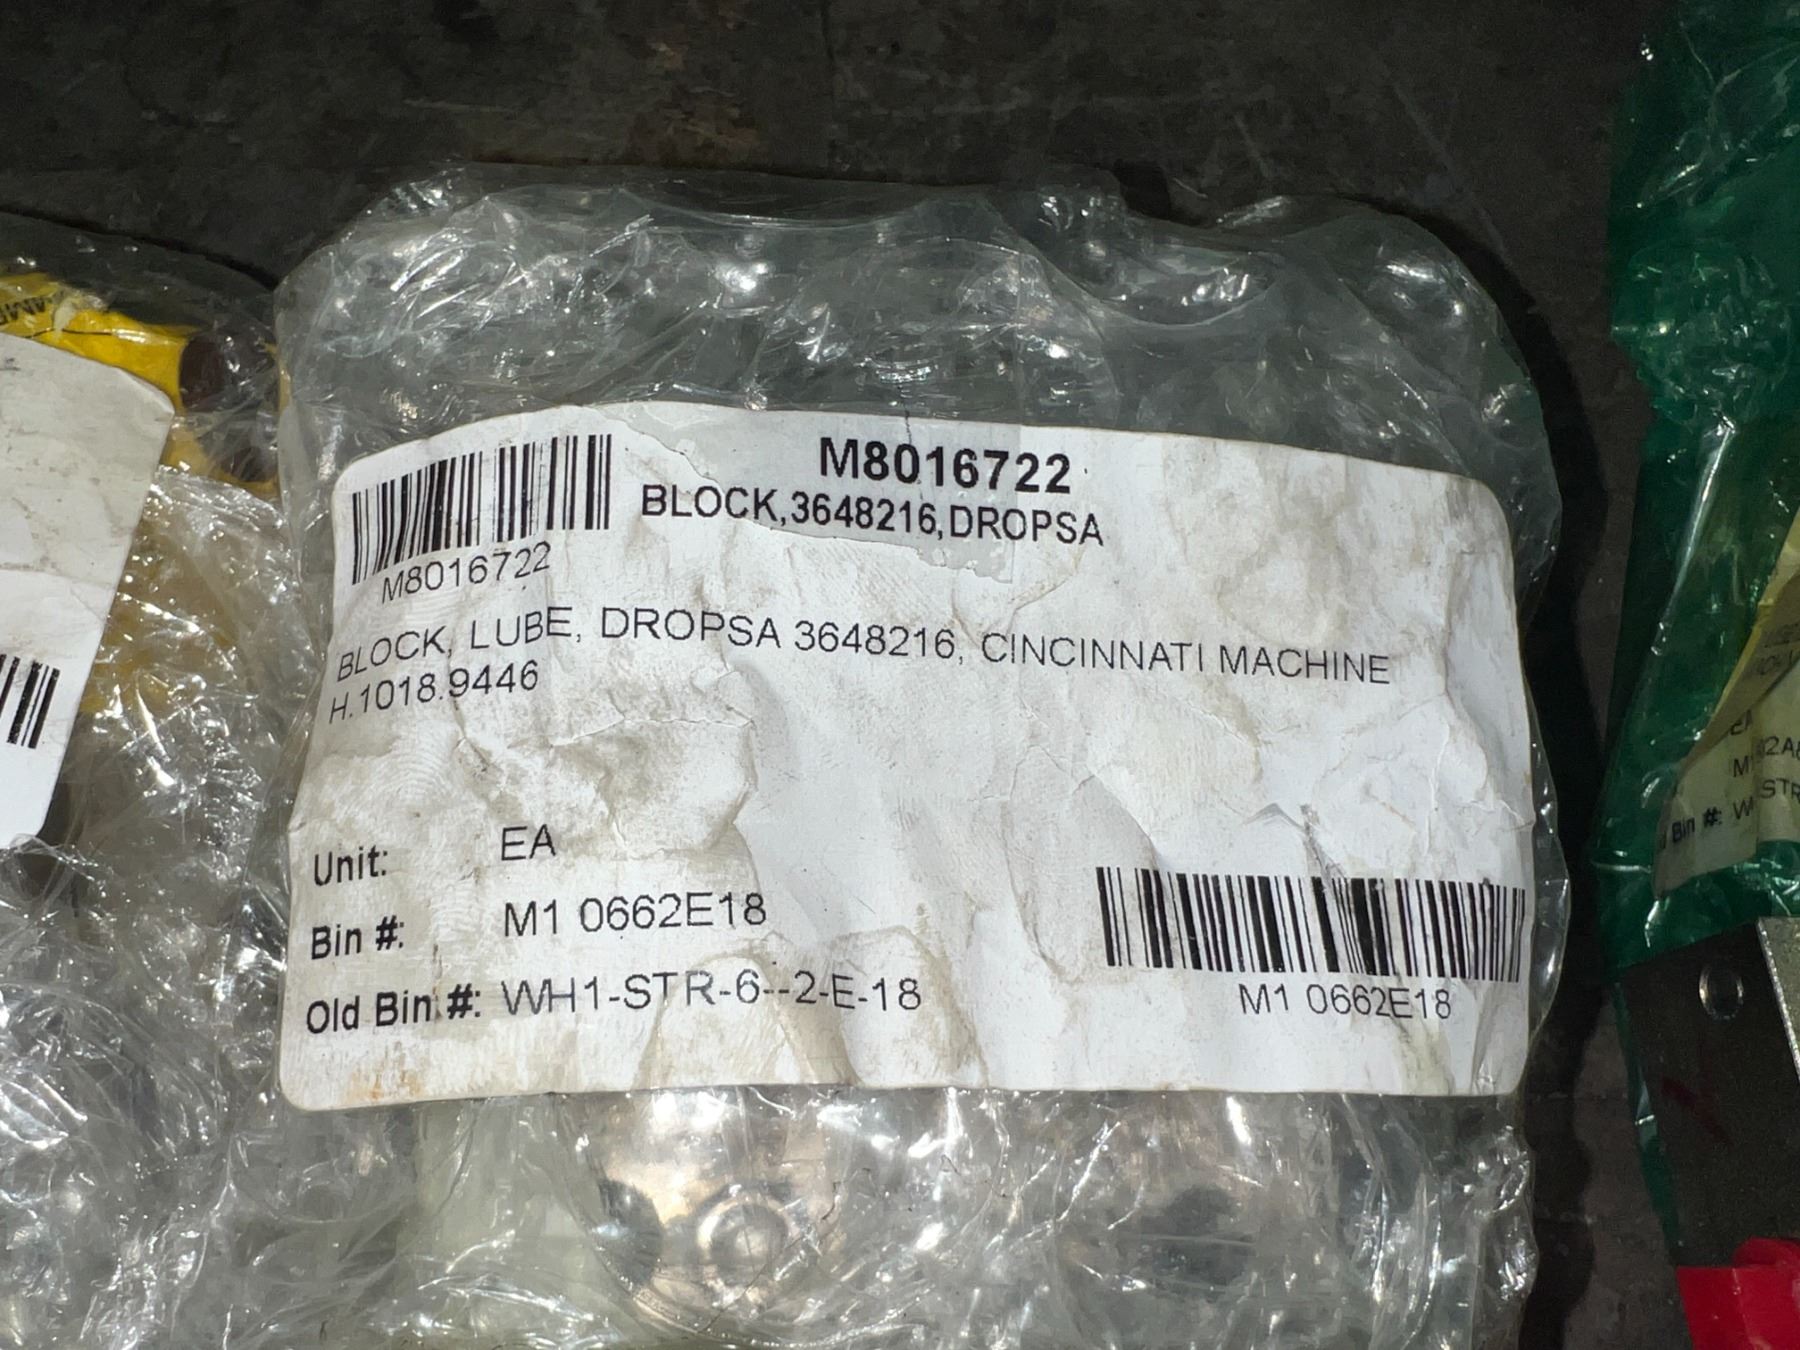 M8016722
BLOCK,3648216,DROPSA
M8016722
BLOCK, LUBE, DROPSA 3648216, CINCINNATI MACHINE
H.1018.9446
Unit: EA
Bin #: M1 0662E18
Old Bin #: WH1-STR-6--2-E-18
M1 0662E18
Bin #: